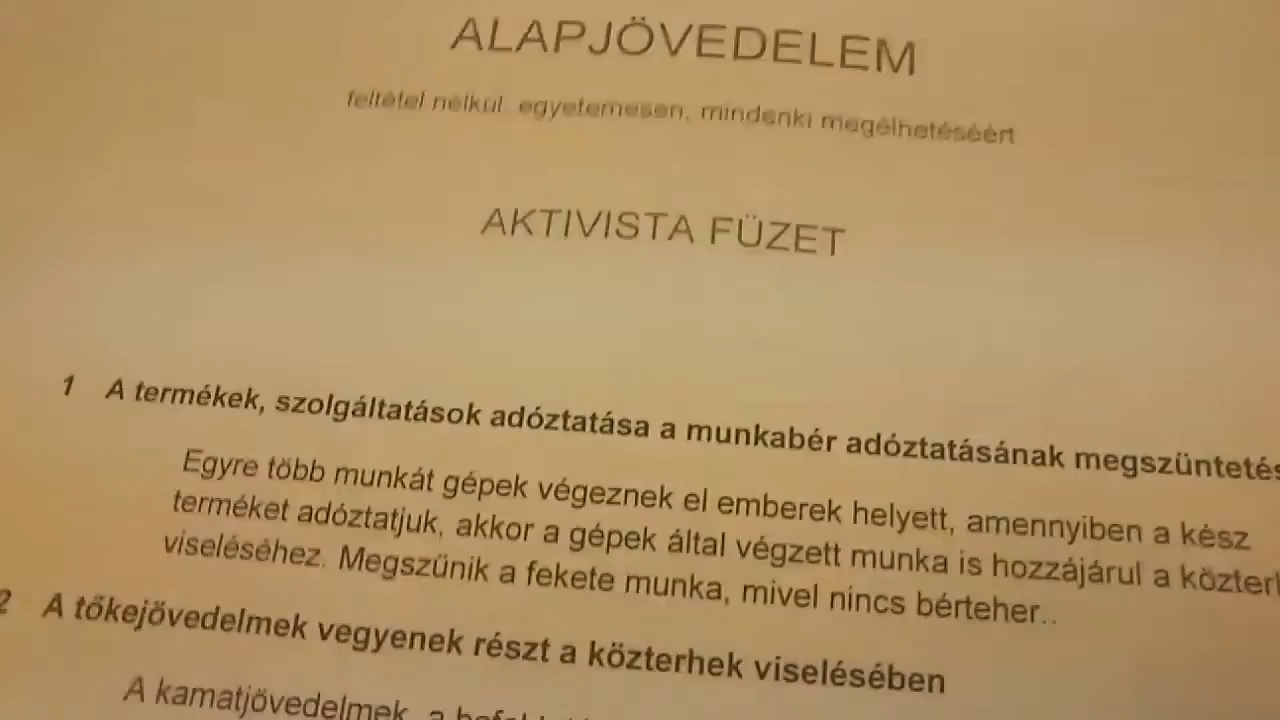 ALAPJÖVEDELEM
feltétel nélkül, egyetemesen, mindenki megélhetéséért
AKTIVISTA FÜZET
1 A termékek, szolgáltatások adóztatása a munkabér adóztatásának
Egyre több munkát gépek végeznek el emberek helyett, amennyiben a kész
terméket adóztatjuk, akkor a gépek által végzett munka is hozzájárul a
viseléséhez. Megszűnik a fekete munka, mivel nincs bérteher..
2 A tőkejövedelmek vegyenek részt a közterhek viselésében
A kamatjövedelmek, a